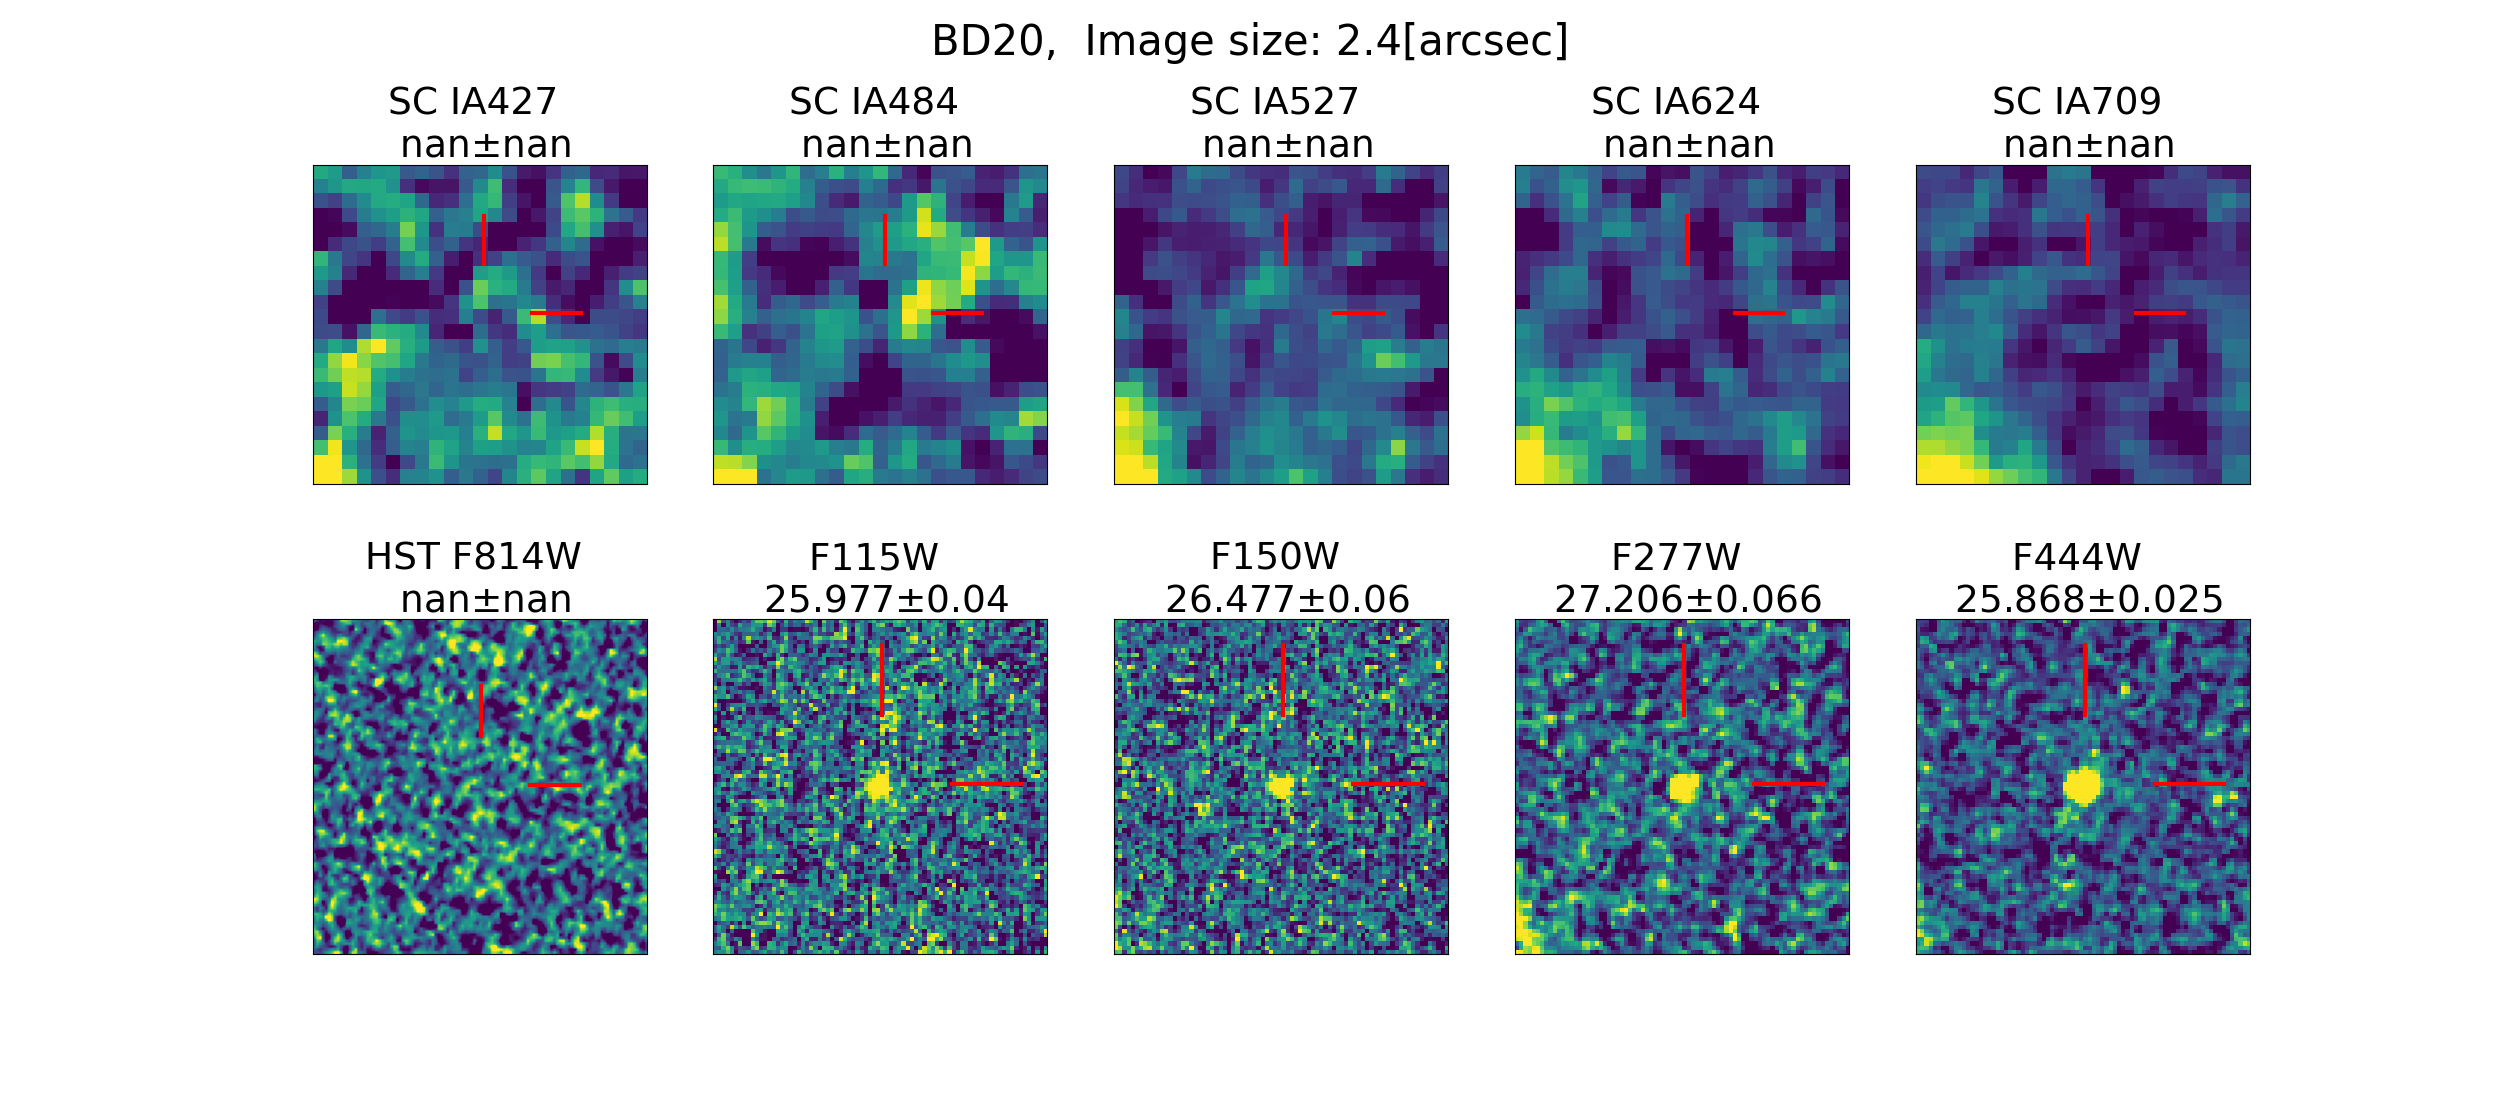 BD20, Image size: 2.4[arcsec]
SC IA427
nan±nan
SC IA484
nan±nan
SC IA527
nan±nan
SC IA624
nan±nan
SC IA709
nan±nan
HST F814W
nan±nan
F115W
25.977±0.04
F150W
26.477±0.06
F277W
27.206±0.066
F444W
25.868±0.025